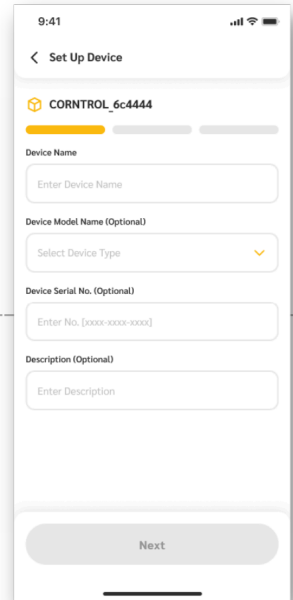 9:41
Set Up Device
CORNTROL_6c4444
Device Name
Enter Device Name
Device Model Name (Optional)
Select Device Type
Device Serial No. (Optional)
Enter No. [xxxx-xxxx-xxxx]
Description (Optional)
Enter Description
Next